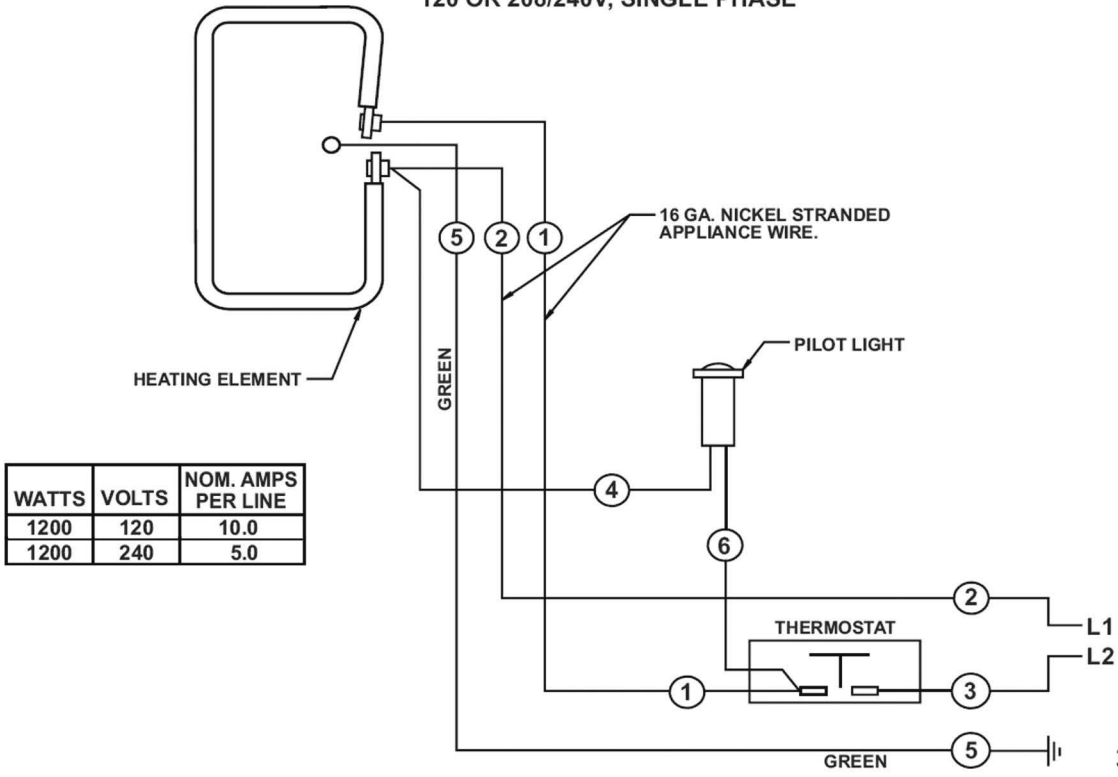 120 OR 208/240V, SINGLE PHASE
5
2
1
16 GA. NICKEL STRANDED
APPLIANCE WIRE.
PILOT LIGHT
HEATING ELEMENT
GREEN
WATTS VOLTS NOM. AMPS
PER LINE
1200 120 10.0
1200 240 5.0
4
6
2
L1
THERMOSTAT
L2
1
3
5
GREEN